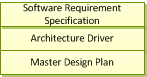 Software Requirement
Specification
Architecture Driver
Master Design Plan